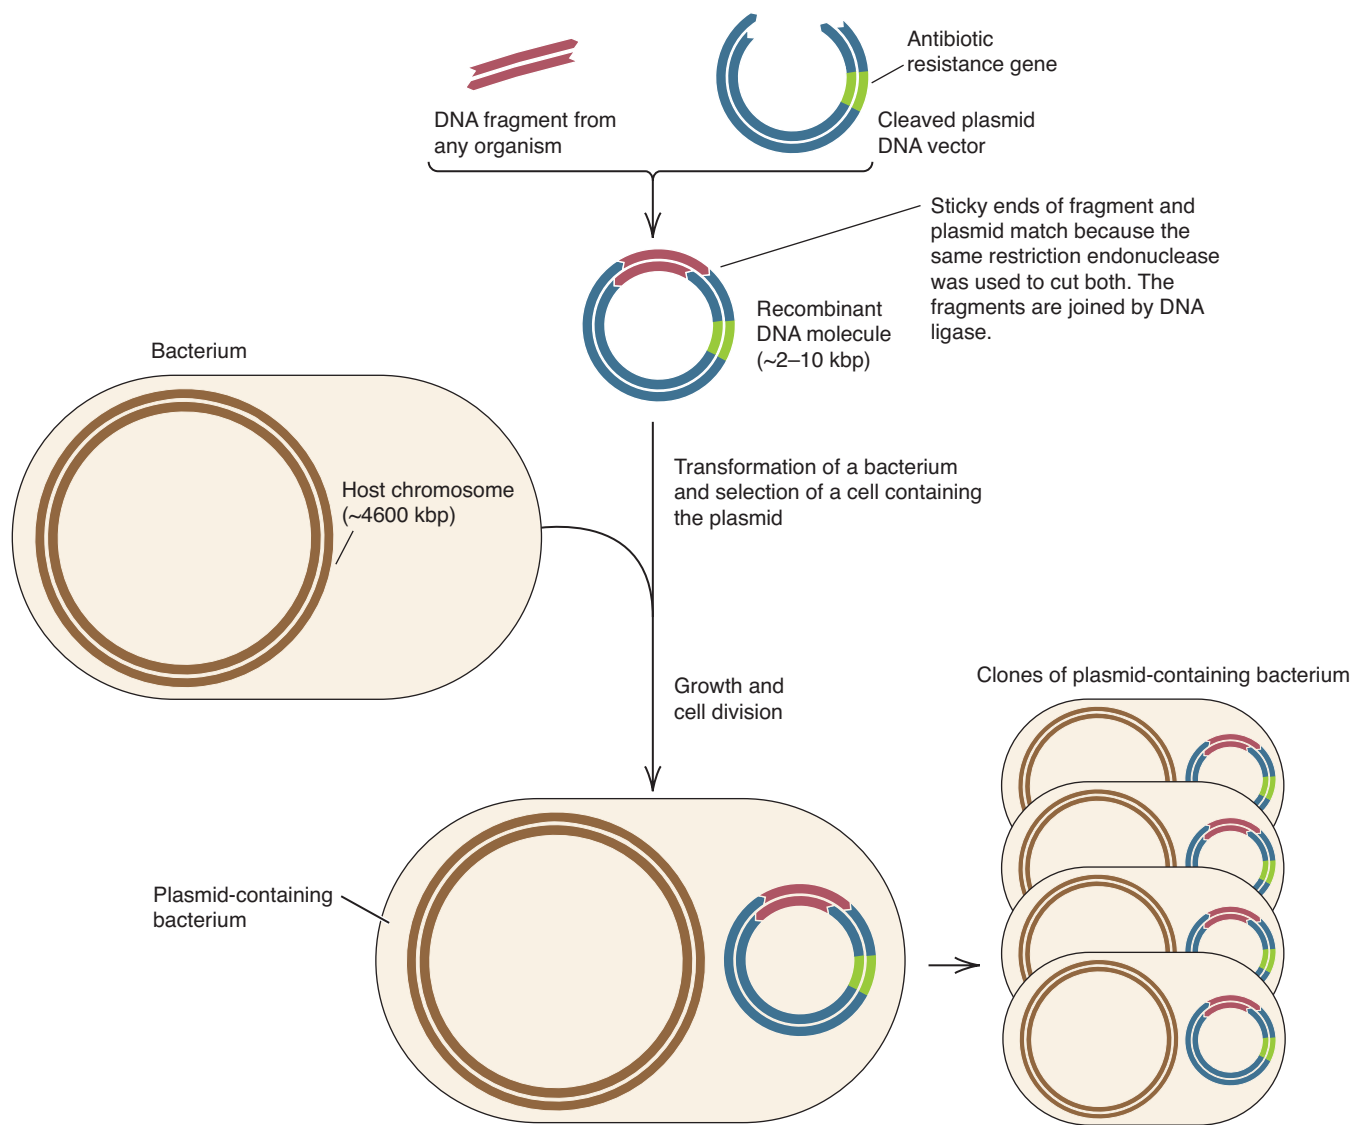 Antibiotic
resistance gene
DNA fragment from
any organism
Cleaved plasmid
DNA vector
Sticky ends of fragment and
plasmid match because the
same restriction endonuclease
was used to cut both. The
fragments are joined by DNA
ligase.
Recombinant
DNA molecule
(~2–10 kbp)
Bacterium
Host chromosome
(~4600 kbp)
Transformation of a bacterium
and selection of a cell containing
the plasmid
Growth and
cell division
Clones of plasmid-containing bacterium
Plasmid-containing
bacterium